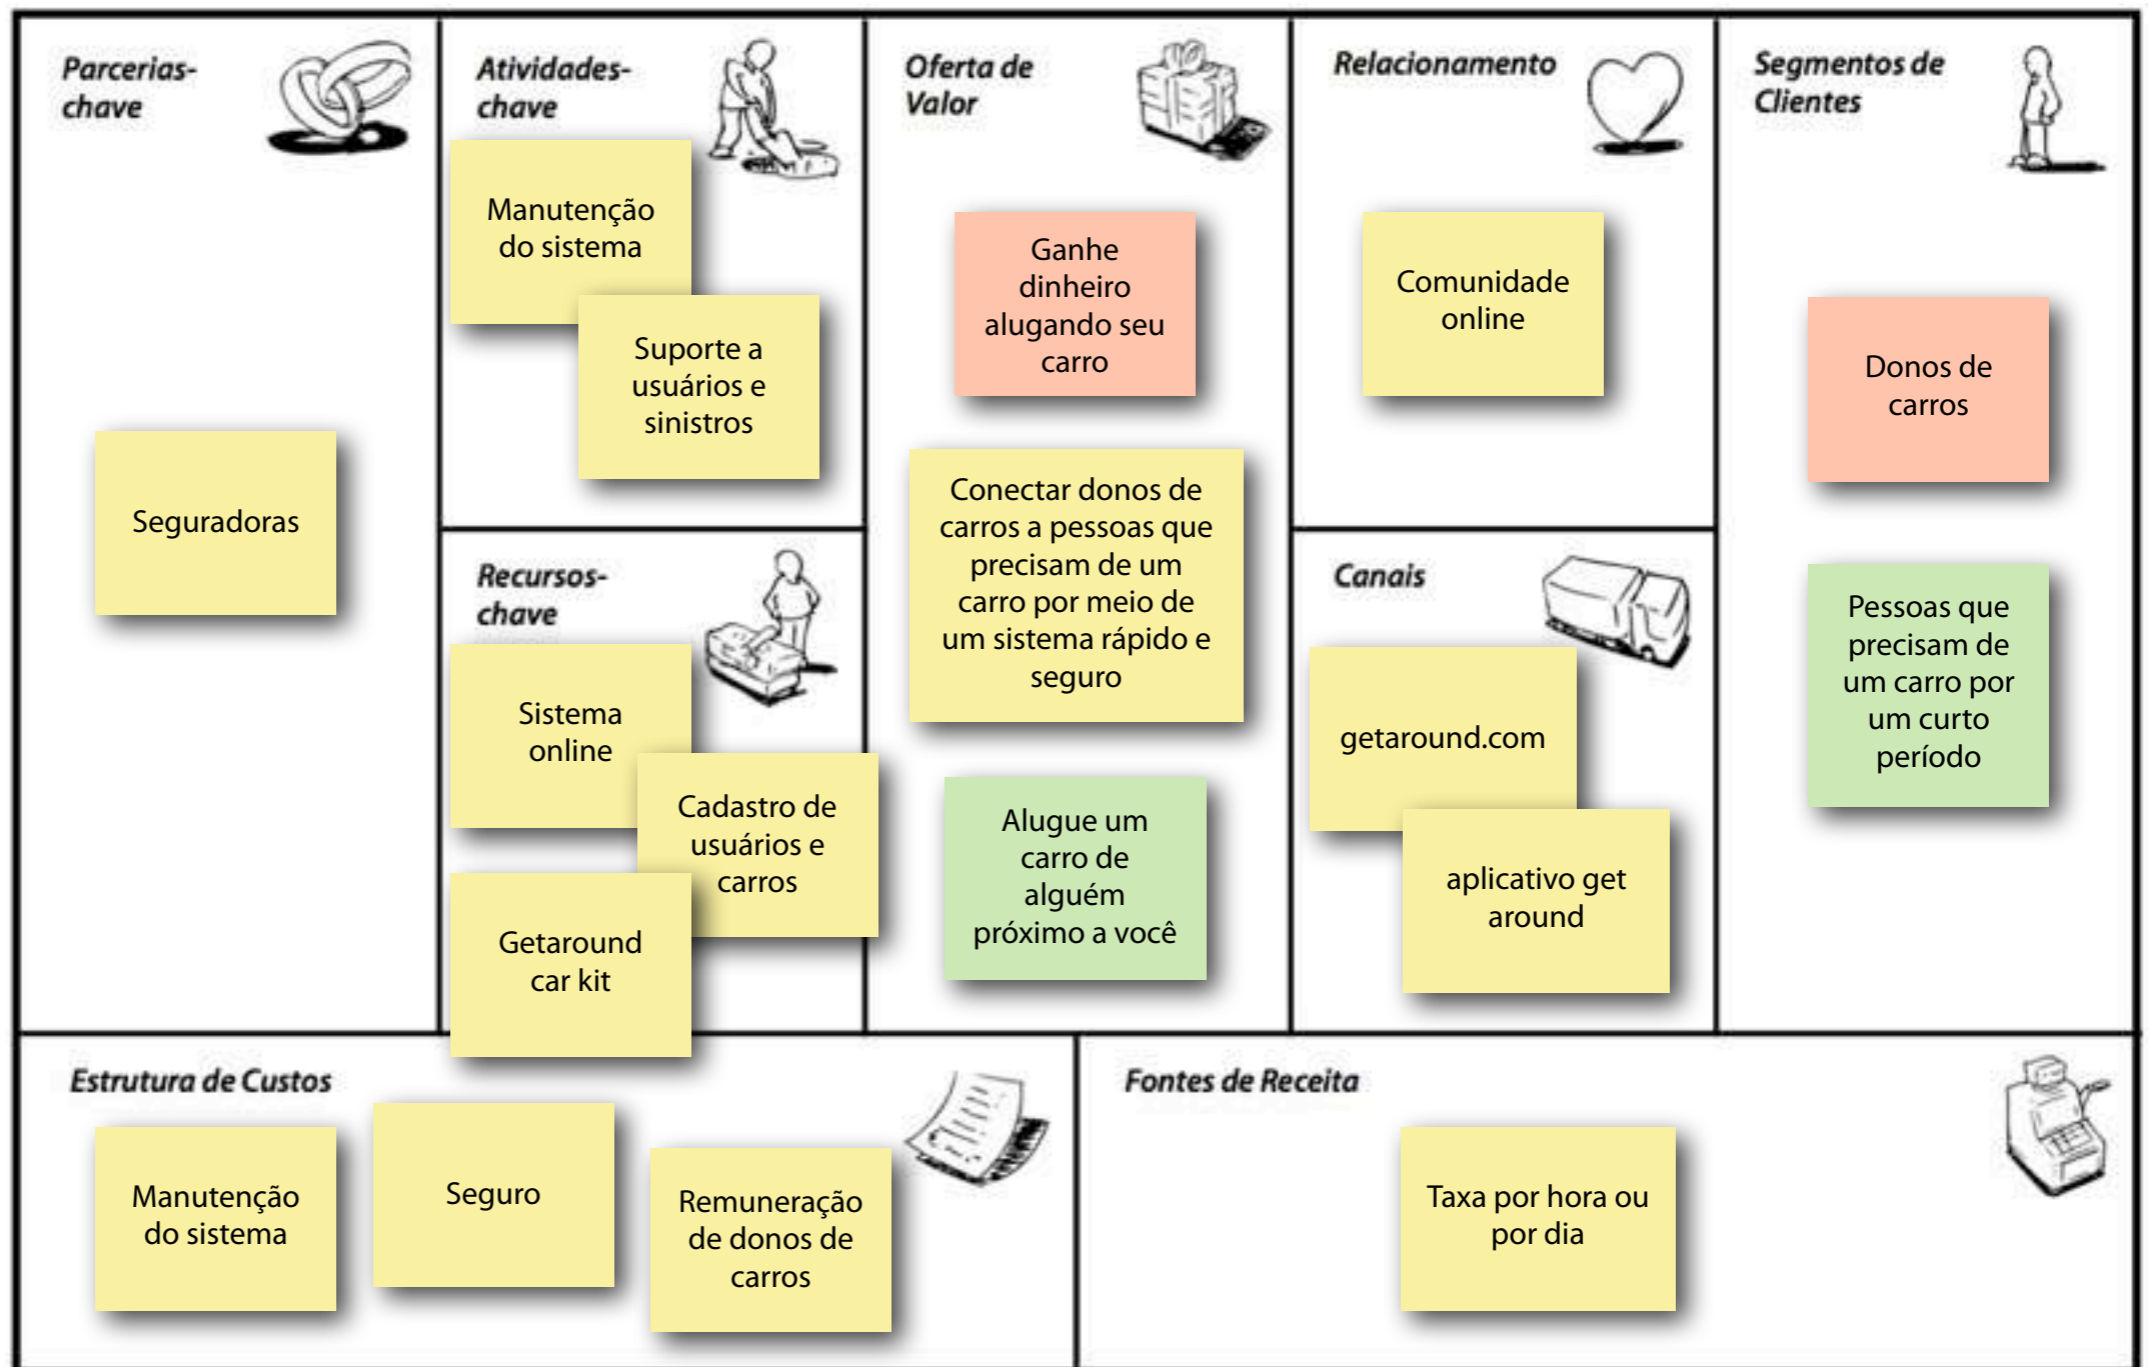 Parcerias-
chave
Seguradoras
Atividades-
chave
Manutenção
do sistema
Suporte a
usuários e
sinistros
Recursos-
chave
Sistema
online
Cadastro de
usuários e
carros
Getaround
car kit
Oferta de
Valor
Ganhe
dinheiro
alugando seu
carro
Conectar donos de
carros a pessoas que
precisam de um
carro por meio de
um sistema rápido e
seguro
Alugue um
carro de
alguém
próximo a você
Relacionamento
Comunidade
online
Canais
getaround.com
aplicativo get
around
Segmentos de
Clientes
Donos de
carros
Pessoas que
precisam de
um carro por
um curto
período
Estrutura de Custos
Manutenção
do sistema
Seguro
Remuneração
de donos de
carros
Fontes de Receita
Taxa por hora ou
por dia